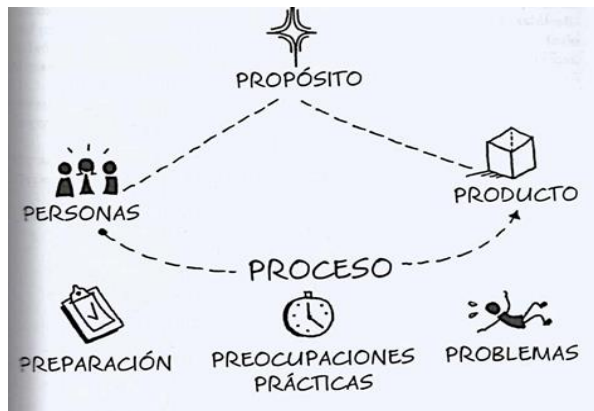 PROPÓSITO
PERSONAS
PRODUCTO
PROCESO
PREPARACIÓN
PREOCUPACIONES
PRÁCTICAS
PROBLEMAS